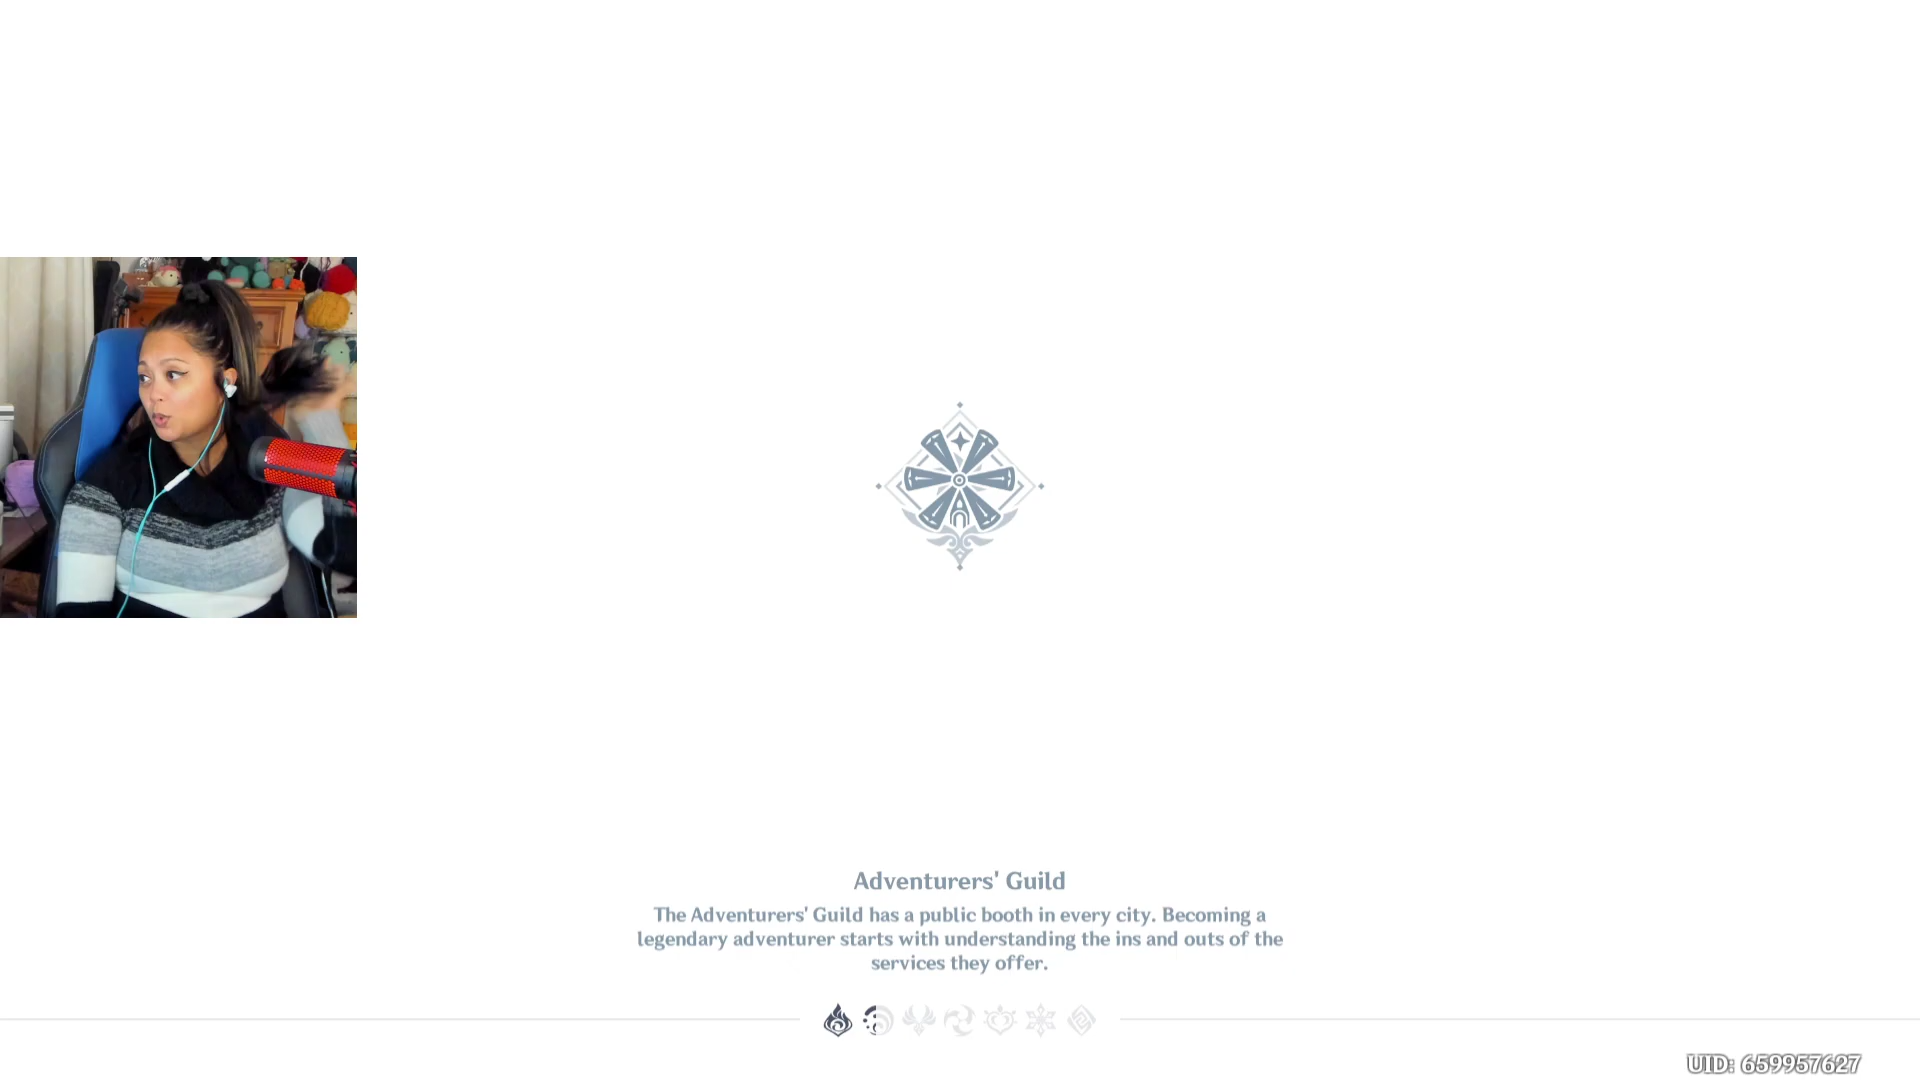 Adventurers' Guild
The Adventurers' Guild has a public booth in every city. Becoming a
legendary adventurer starts with understanding the ins and outs of the
services they offer.
UID: 659957627